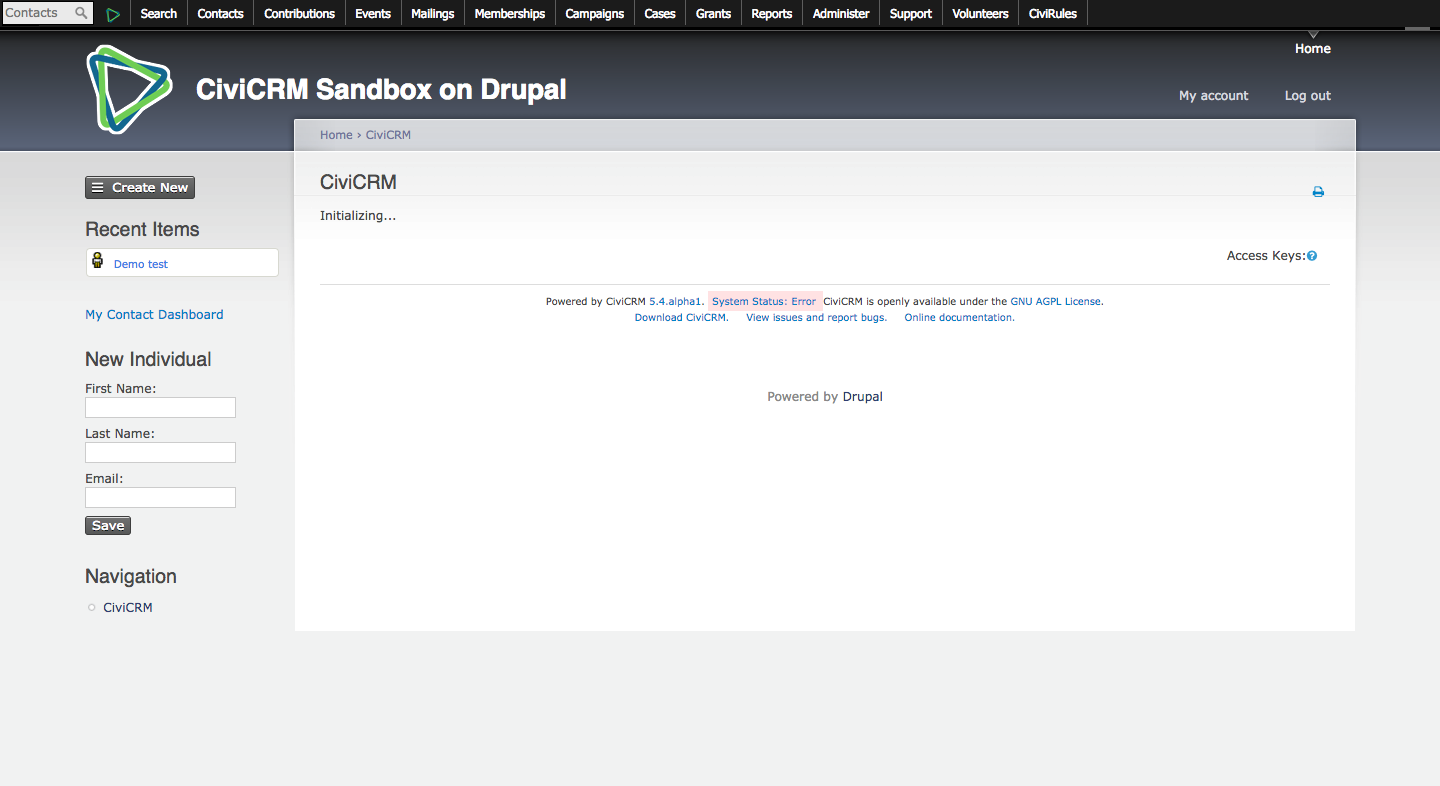 Contacts Search Contacts Contributions Events Mailings Memberships Campaigns Cases Grants Reports Administer Support Volunteers CiviRules
Home
CiviCRM Sandbox on Drupal
My account Log out
Home › CiviCRM
Create New
CiviCRM
Initializing...
Recent Items
Demo test
Access Keys:?
Powered by CiviCRM 5.4.alpha1. System Status: Error CiviCRM is openly available under the GNU AGPL License.
Download CiviCRM. View issues and report bugs. Online documentation.
My Contact Dashboard
New Individual
First Name:
Last Name:
Email:
Save
Powered by Drupal
Navigation
CiviCRM